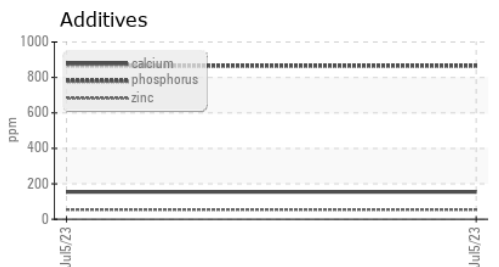 Additives
1000
800
600
400
200
0
ppm
calcium
phosphorus
zinc
Jul5/23
Jul5/23